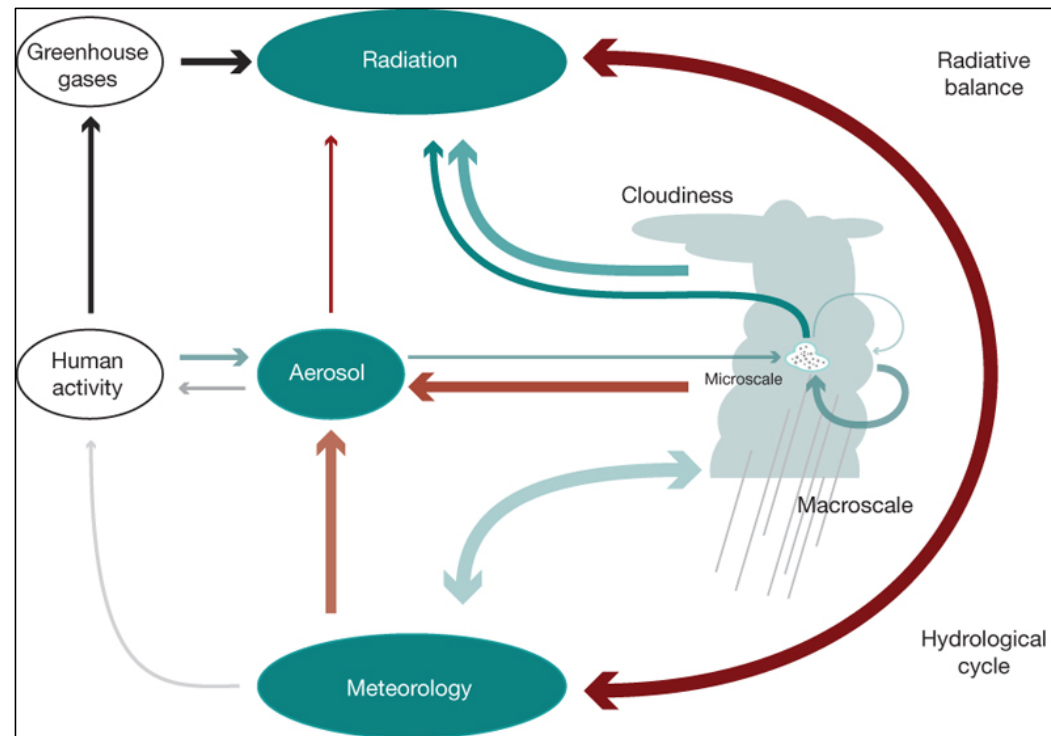 Greenhouse
gases
Radiation
Radiative
balance
Cloudiness
Human
activity
Aerosol
Microscale
Macroscale
Hydrological
cycle
Meteorology